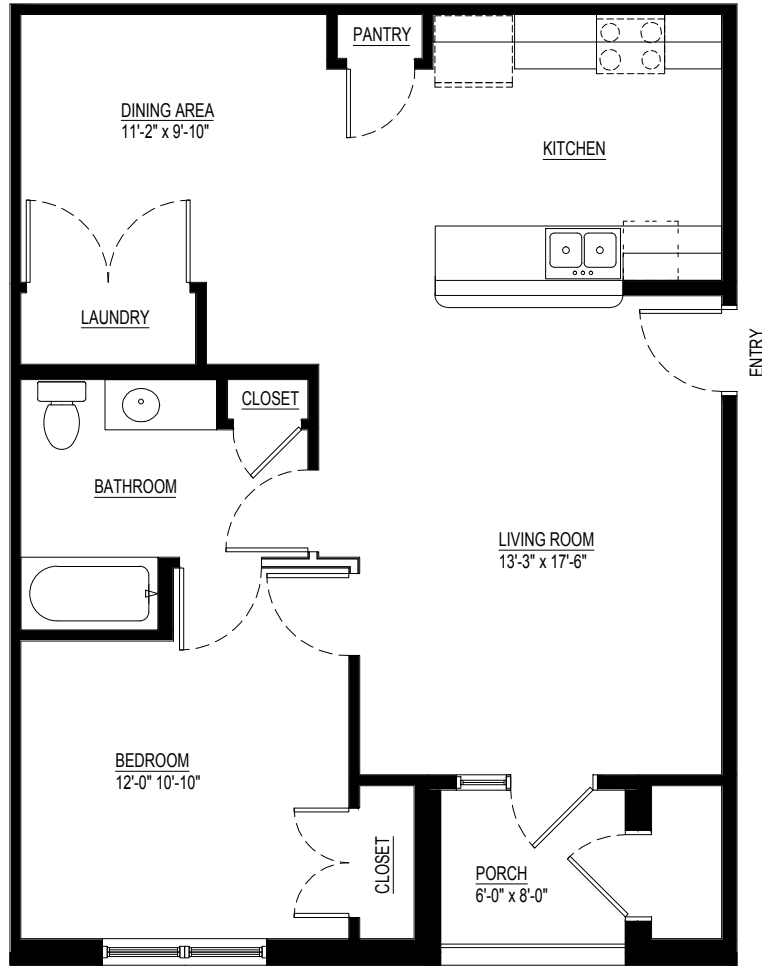 PANTRY
DINING AREA
11'-2" x 9'-10"
KITCHEN
LAUNDRY
ENTRY
CLOSET
BATHROOM
LIVING ROOM
13'-3" x 17'-6"
BEDROOM
12'-0" 10'-10"
CLOSET
PORCH
6'-0" x 8'-0"